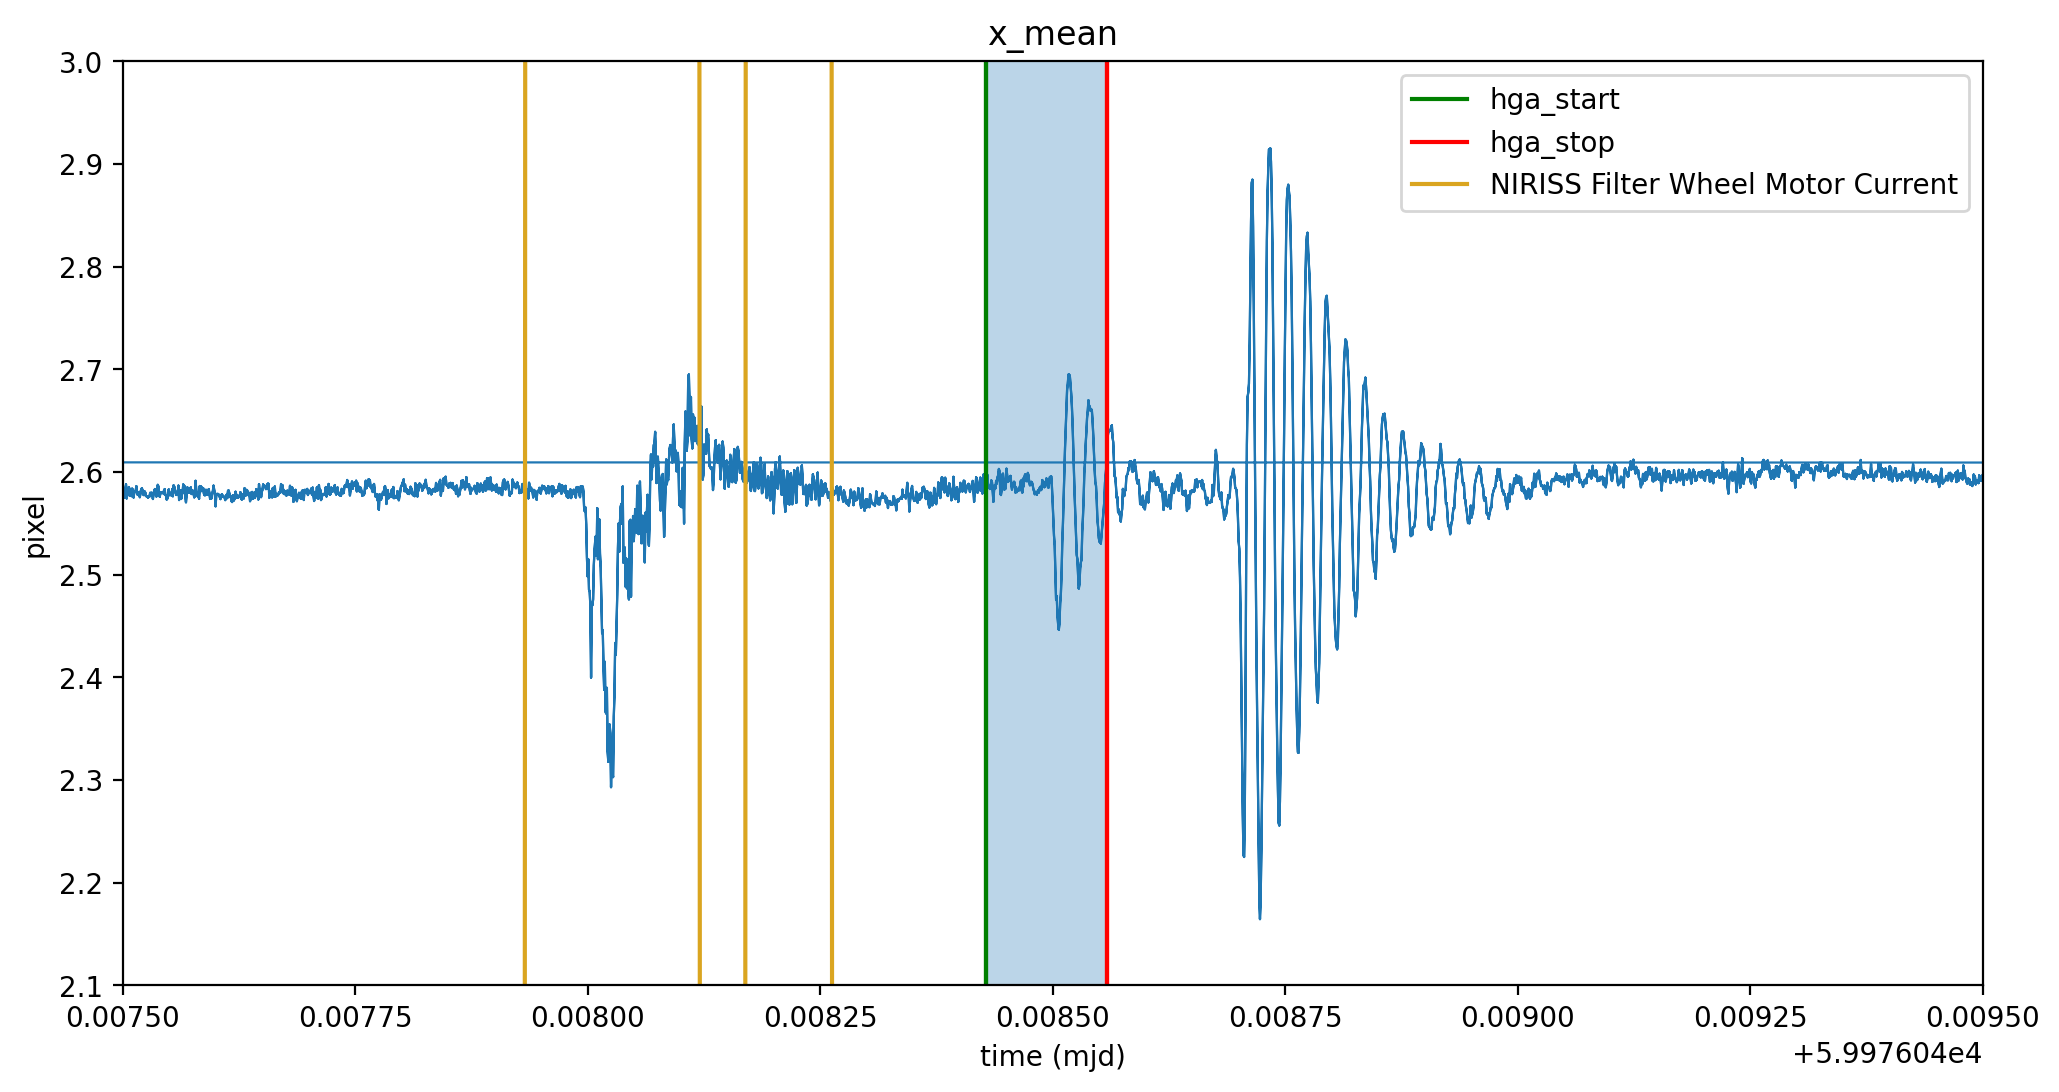 x_mean
3.0
2.9
2.8
2.7
2.6
2.5
2.4
2.3
2.2
2.1
pixel
hga_start
hga_stop
NIRISS Filter Wheel Motor Current
0.00750 0.00775 0.00800 0.00825 0.00850 0.00875 0.00900 0.00925 0.00950
time (mjd)
+5.997604e4